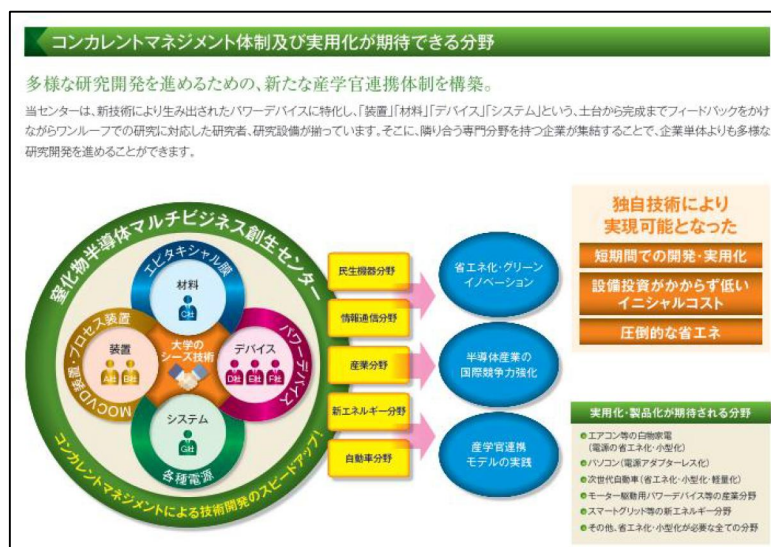 コンカレントマネジメント体制及び実用化が期待できる分野
多様な研究開発を進めるための、新たな産学官連携体制を構築。
当センターは、新技術により生み出されたパワーデバイスに特化し、「装置」「材料」「デバイス」「システム」という、土台から完成までフィードバックをかけ
ながらワンループでの研究に対応した研究者、研究設備が揃っています。そこに、隣り合う専門分野を持つ企業が集結することで、企業単体よりも多様な
研究開発を進めることができます。
窒化物半導体マルチビジネス創生センター
エピタキシャル膜
材料
C社
MOCVD装置・プロセス装置
装置
A社 B社
大学の
シーズ技術
パワーデバイス
デバイス
D社 E社 F社
システム
G社
各種電源
コンカレントマネジメントによる技術開発のスピードアップ!
民生機器分野
情報通信分野
産業分野
新エネルギー分野
自動車分野
省エネ化・グリーン
イノベーション
半導体産業の
国際競争力強化
産学官連携
モデルの実践
独自技術により
実現可能となった
短期間での開発・実用化
設備投資がかからず低い
イニシャルコスト
圧倒的な省エネ
実用化・製品化が期待される分野
エアコン等の白物家電
(電源の省エネ化・小型化)
パソコン(電源アダプターレス化)
次世代自動車(省エネ化・小型化・軽量化)
モーター駆動用パワーデバイス等の産業分野
スマートグリッド等の新エネルギー分野
その他、省エネ化・小型化が必要な全ての分野